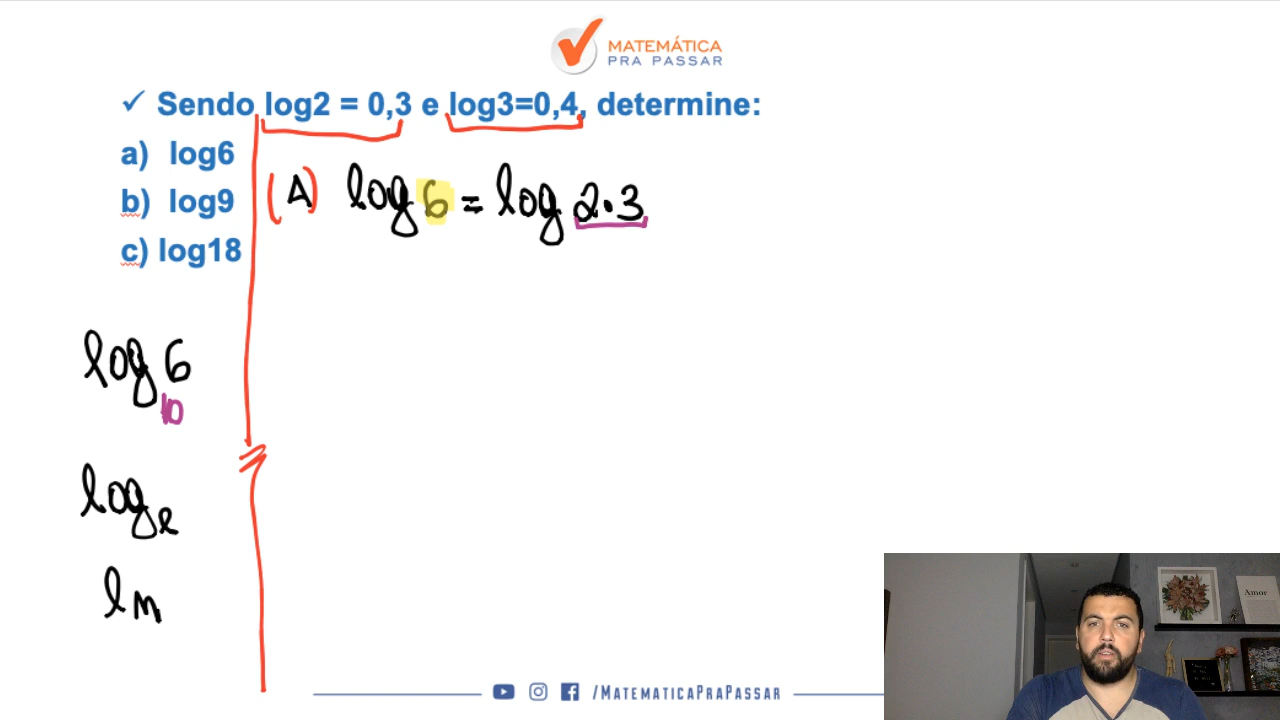 MATEMÁTICA
PRA PASSAR
✓ Sendo log2 = 0,3 e log3=0,4, determine:
a) log6
b) log9
c) log18
(A) log 6 = log 2·3
log 6
10
log e
ln
Amor
/MATEMATICAPRAPASSAR